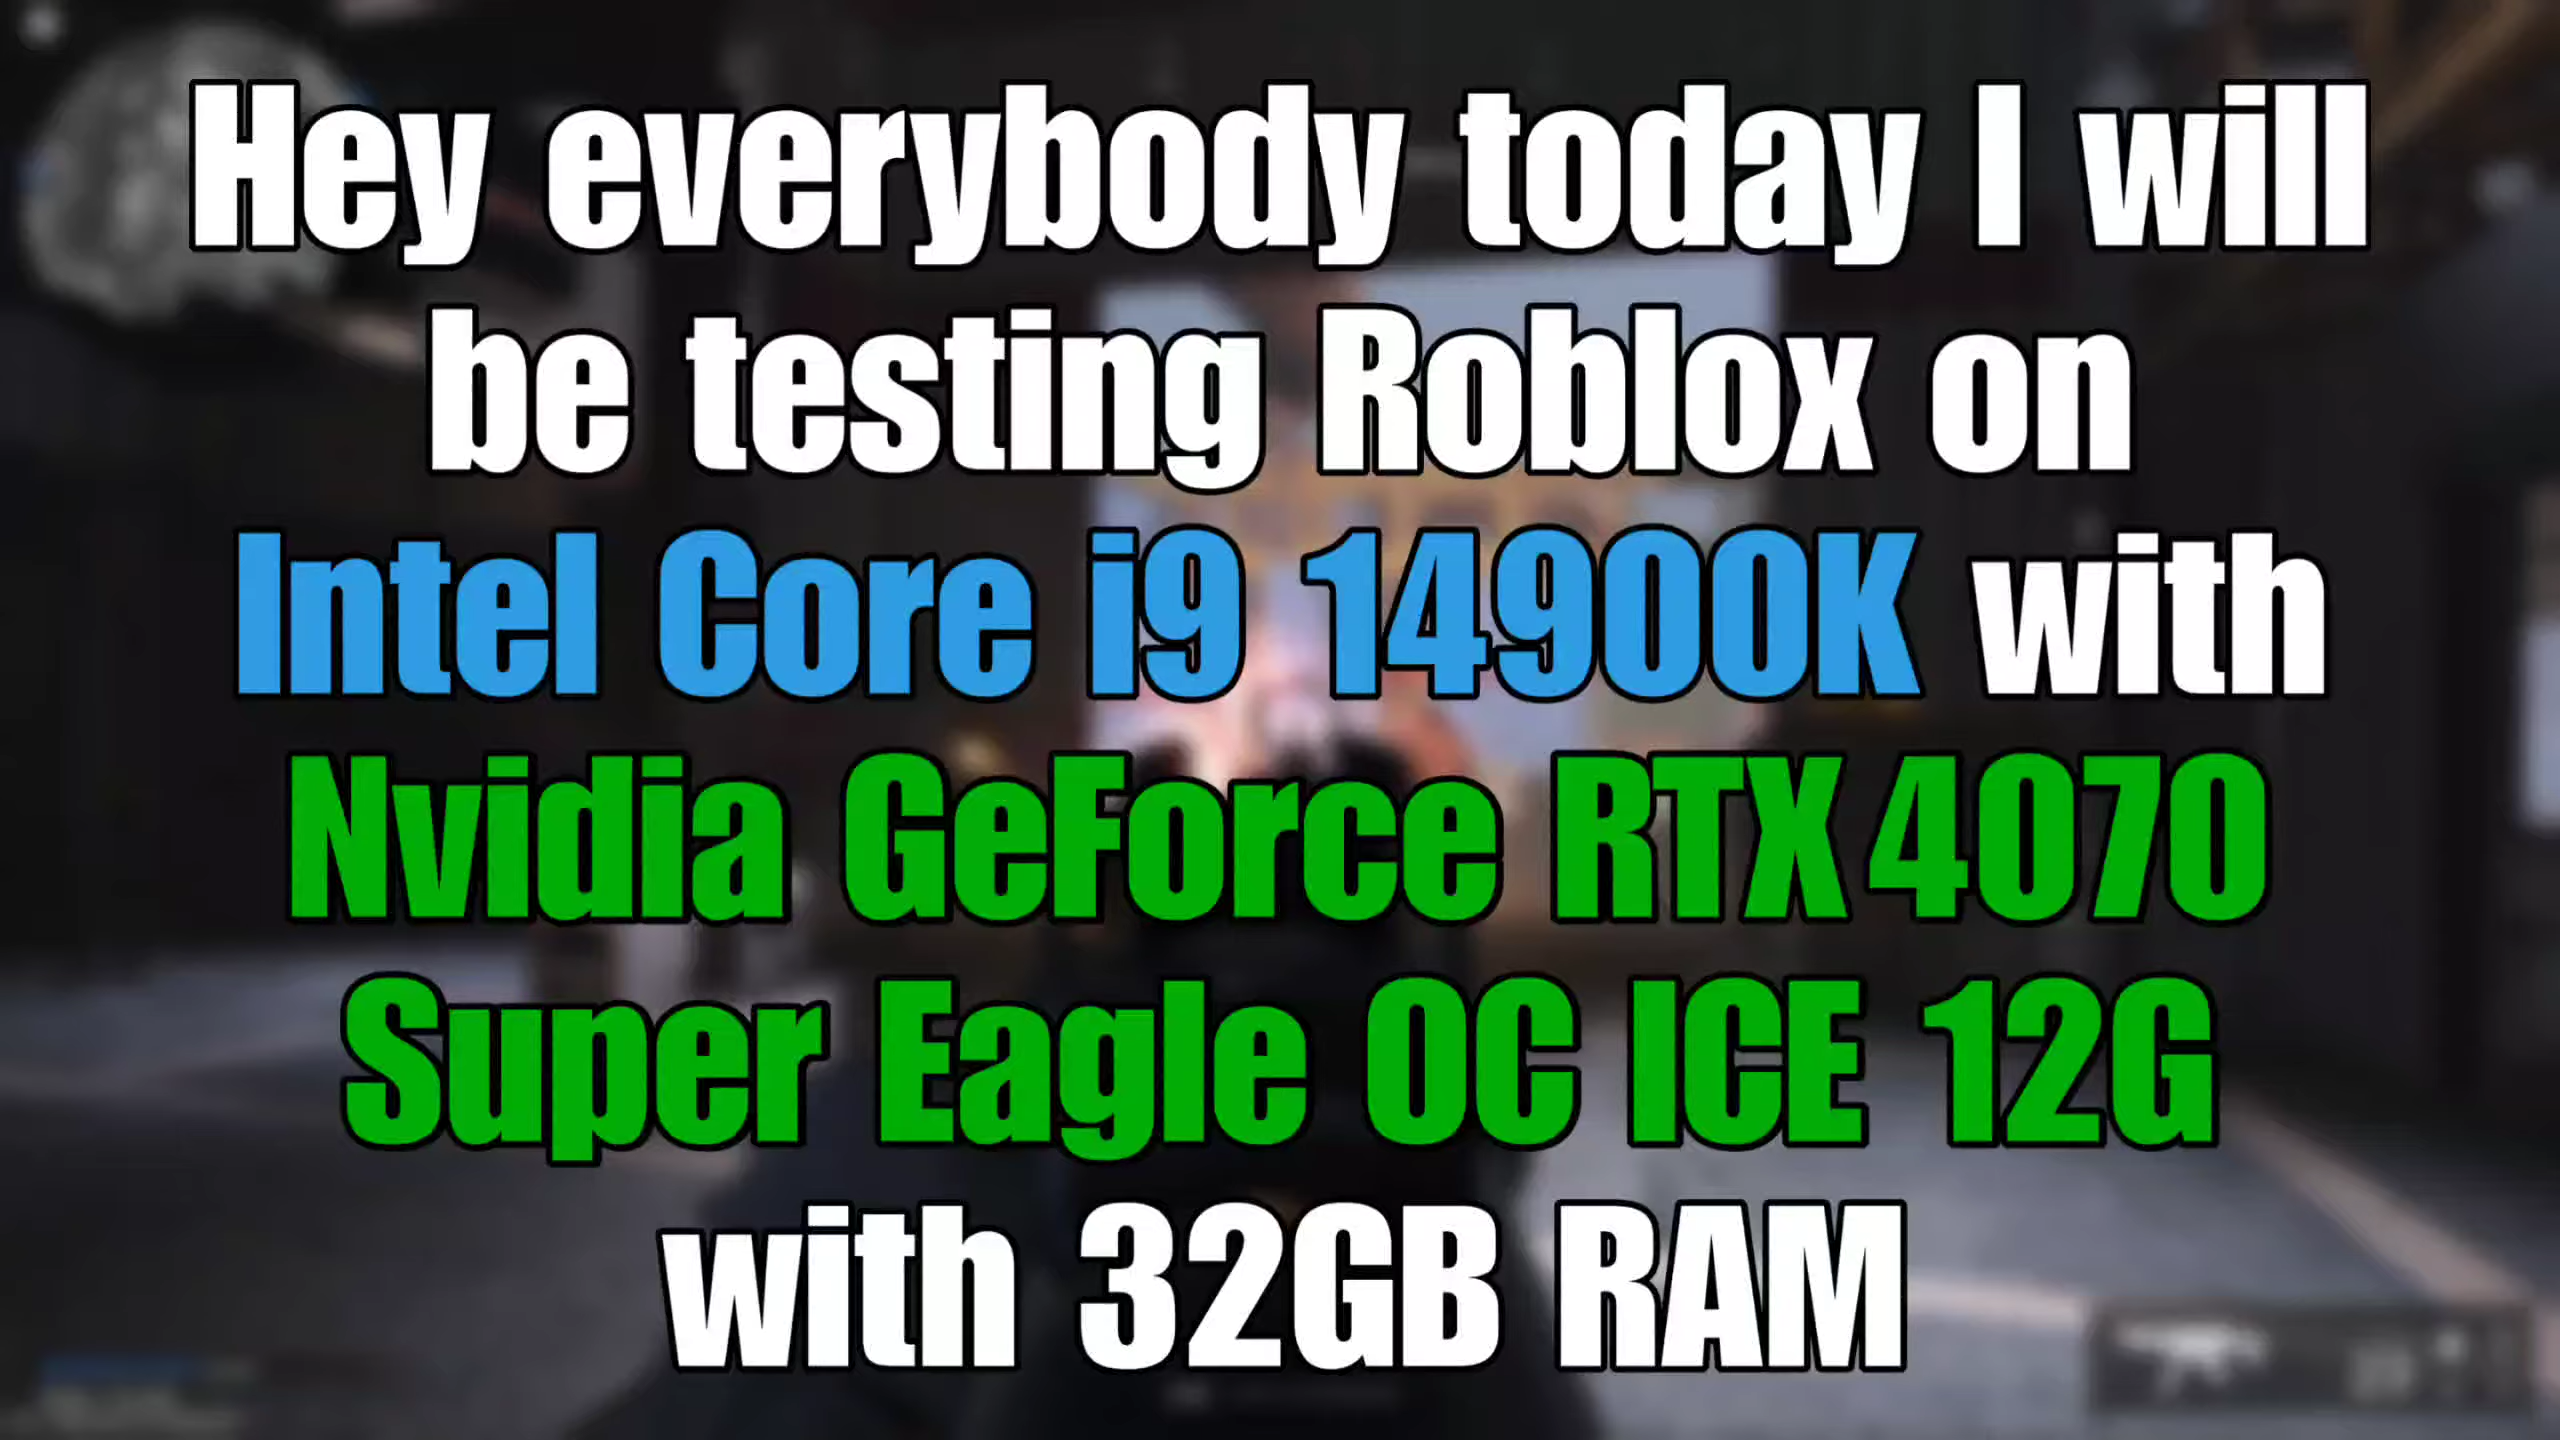 Hey everybody today I will
be testing Roblox on
Intel Core i9 14900K with
Nvidia GeForce RTX 4070
Super Eagle OC ICE 12G
with 32GB RAM